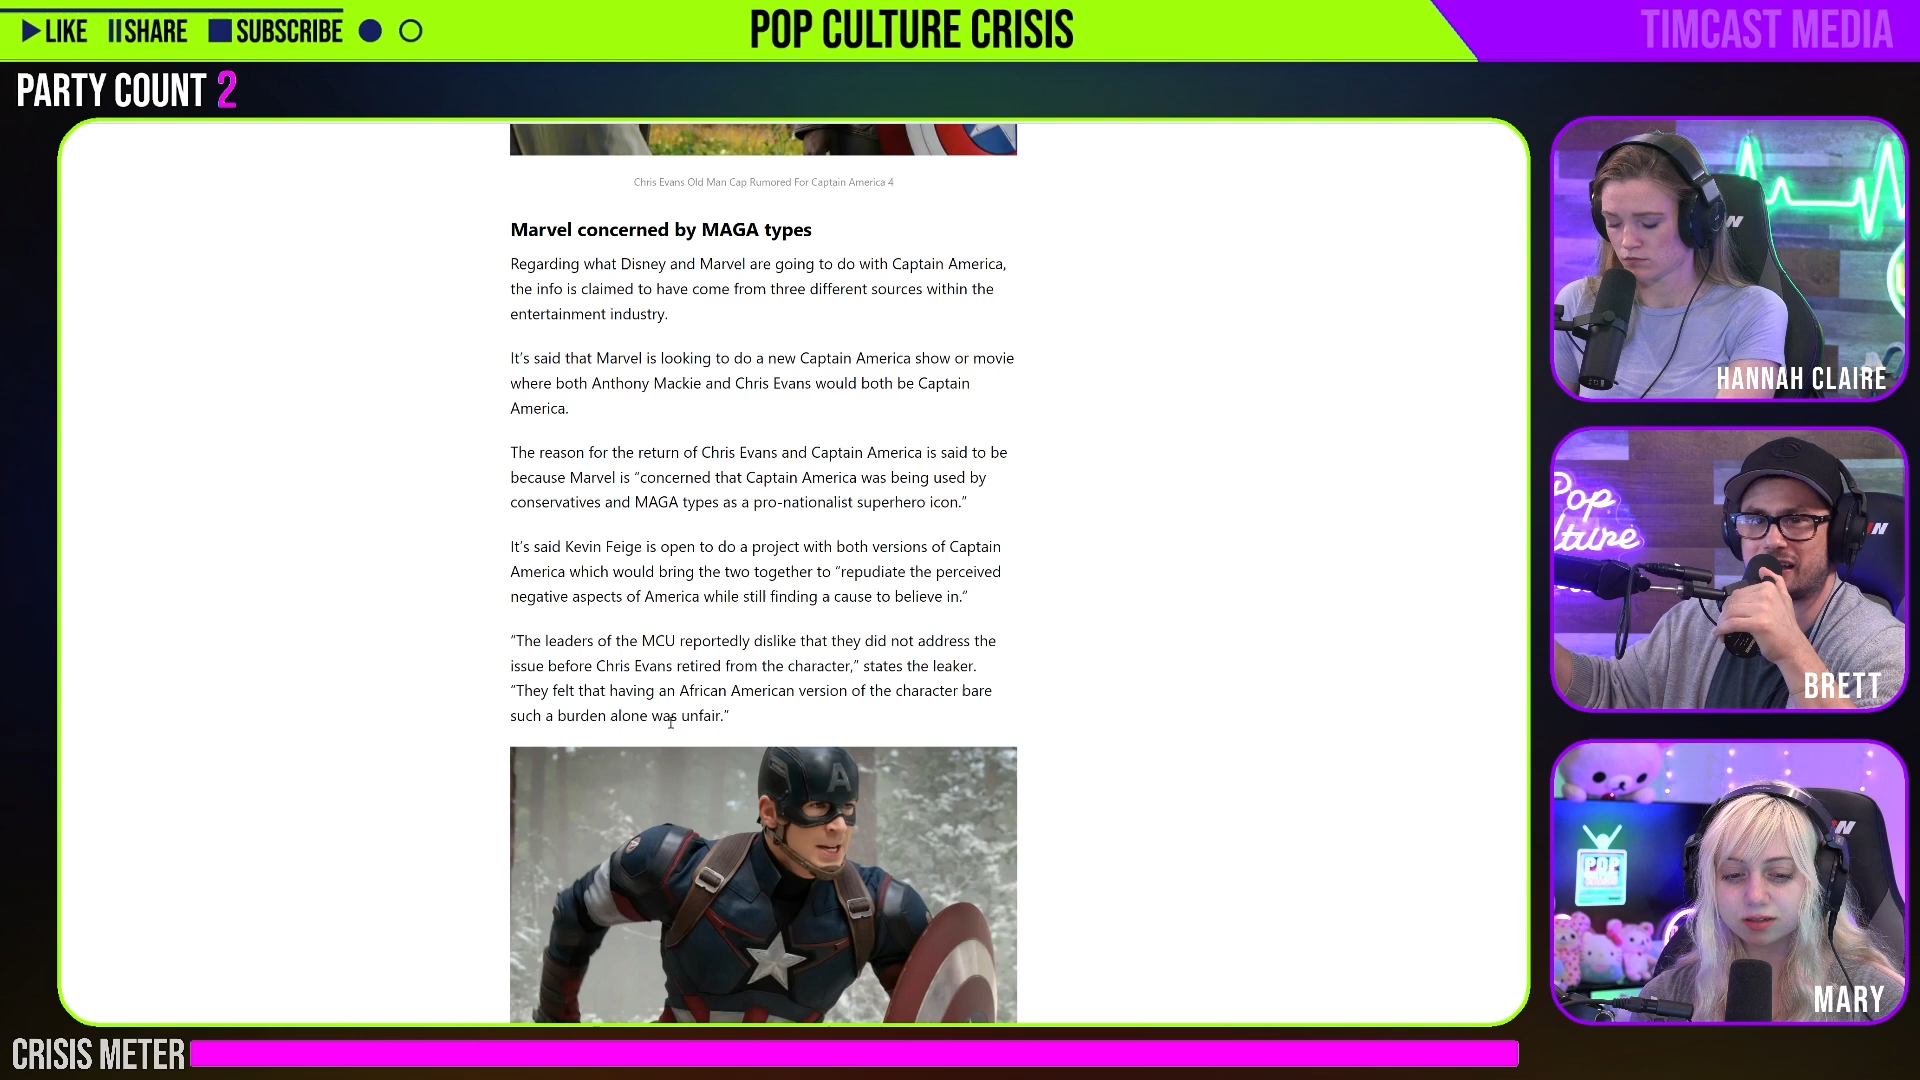 LIKE SHARE SUBSCRIBE
POP CULTURE CRISIS
TIMCAST MEDIA
PARTY COUNT 2
Chris Evans Old Man Cap Rumored For Captain America 4
Marvel concerned by MAGA types
Regarding what Disney and Marvel are going to do with Captain America,
the info is claimed to have come from three different sources within the
entertainment industry.
It’s said that Marvel is looking to do a new Captain America show or movie
where both Anthony Mackie and Chris Evans would both be Captain
America.
The reason for the return of Chris Evans and Captain America is said to be
because Marvel is “concerned that Captain America was being used by
conservatives and MAGA types as a pro-nationalist superhero icon.”
It’s said Kevin Feige is open to do a project with both versions of Captain
America which would bring the two together to “repudiate the perceived
negative aspects of America while still finding a cause to believe in.”
“The leaders of the MCU reportedly dislike that they did not address the
issue before Chris Evans retired from the character,” states the leaker.
“They felt that having an African American version of the character bare
such a burden alone was unfair.”
A
HANNAH CLAIRE
Pop
BRETT
POP
MARY
CRISIS METER